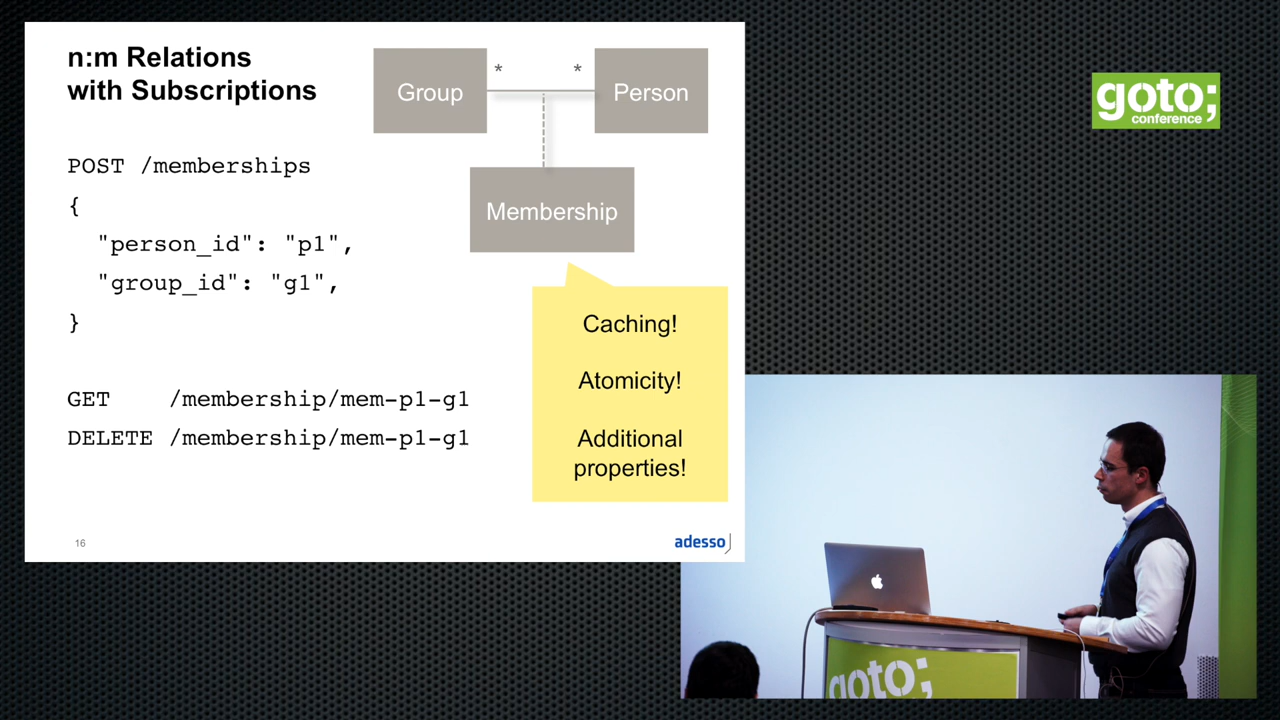 n:m Relations
with Subscriptions
Group
*
*
Person
Membership
POST /memberships
{
"person_id": "p1",
"group_id": "g1",
}
GET /membership/mem-p1-g1
DELETE /membership/mem-p1-g1
Caching!
Atomicity!
Additional
properties!
16
adesso
goto;
conference
goto;